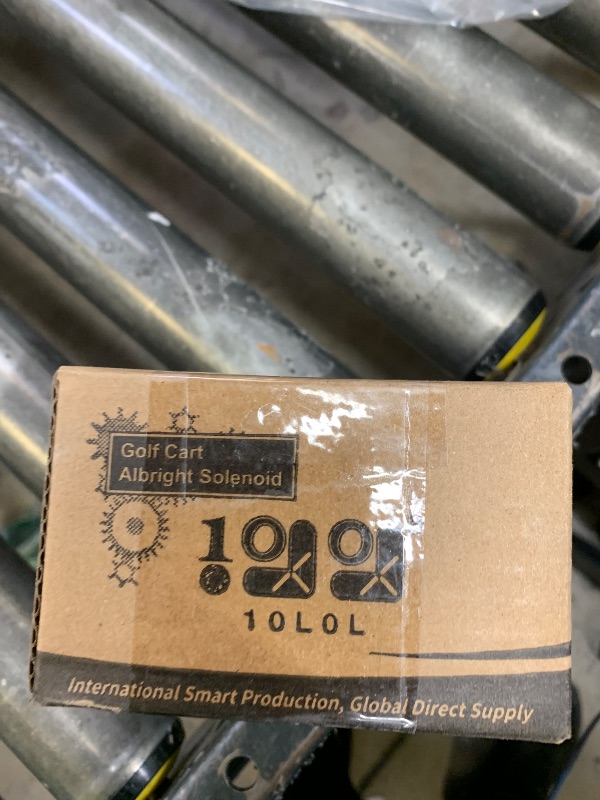 Golf Cart
Albright Solenoid
10L0L
International Smart Production, Global Direct Supply